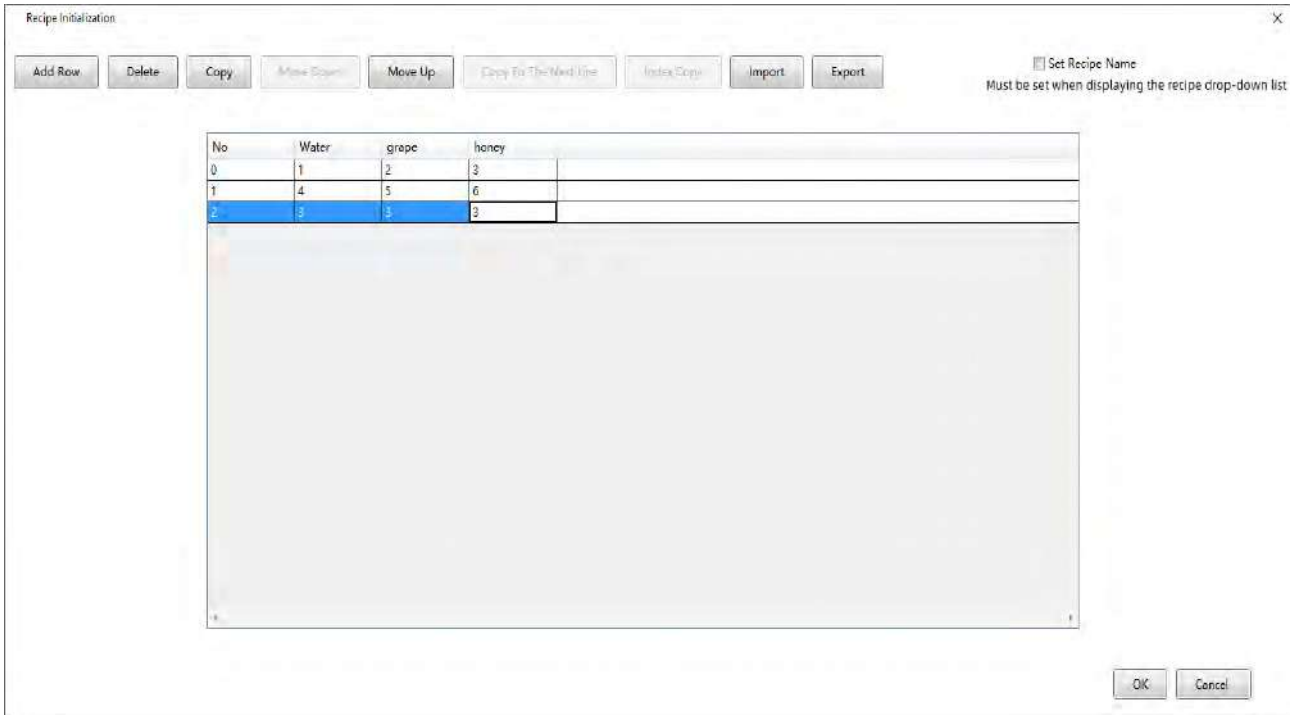 Recipe Initialization
Add Row Delete Copy Move Down Move Up Copy To The Next Line Index Copy Import Export
Set Recipe Name
Must be set when displaying the recipe drop-down list
No Water grape honey
0 1 2 3
1 4 5 6
2 3 3 3
OK Cancel